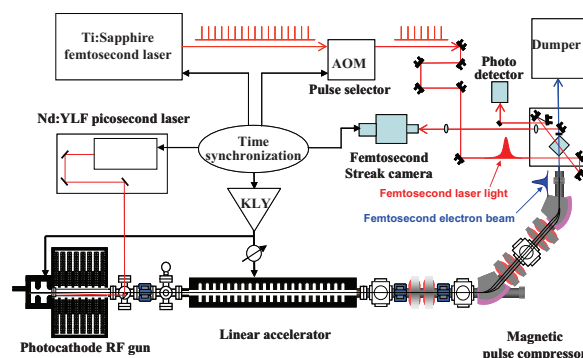 Ti:Sapphire
femtosecond laser
AOM
Pulse selector
Photo
detector
Dumper
Nd:YLF picosecond laser
Time
synchronization
Femtosecond
Streak camera
Femtosecond laser light
KLY
Femtosecond electron beam
Photocathode RF gun
Linear accelerator
Magnetic
pulse compressor